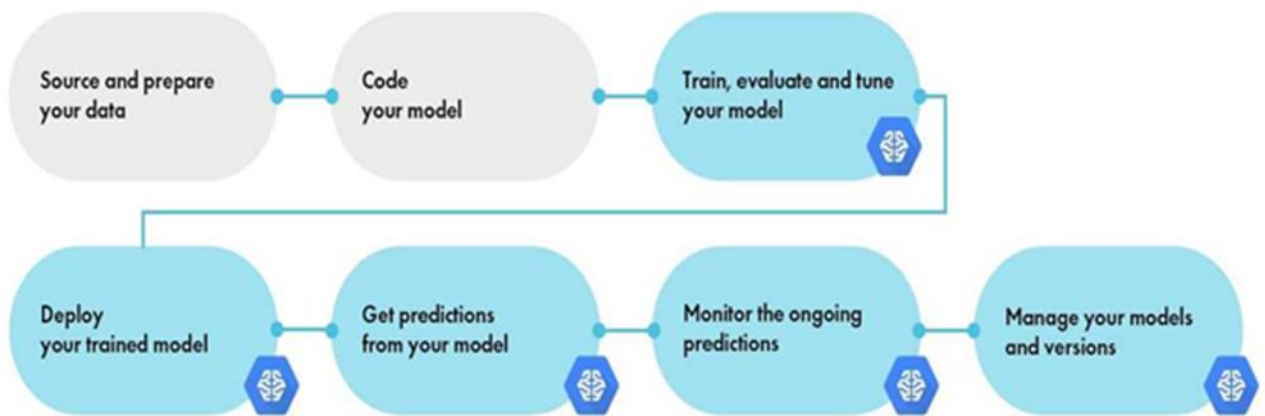 Source and prepare
your data
Code
your model
Train, evaluate and tune
your model
Deploy
your trained model
Get predictions
from your model
Monitor the ongoing
predictions
Manage your models
and versions